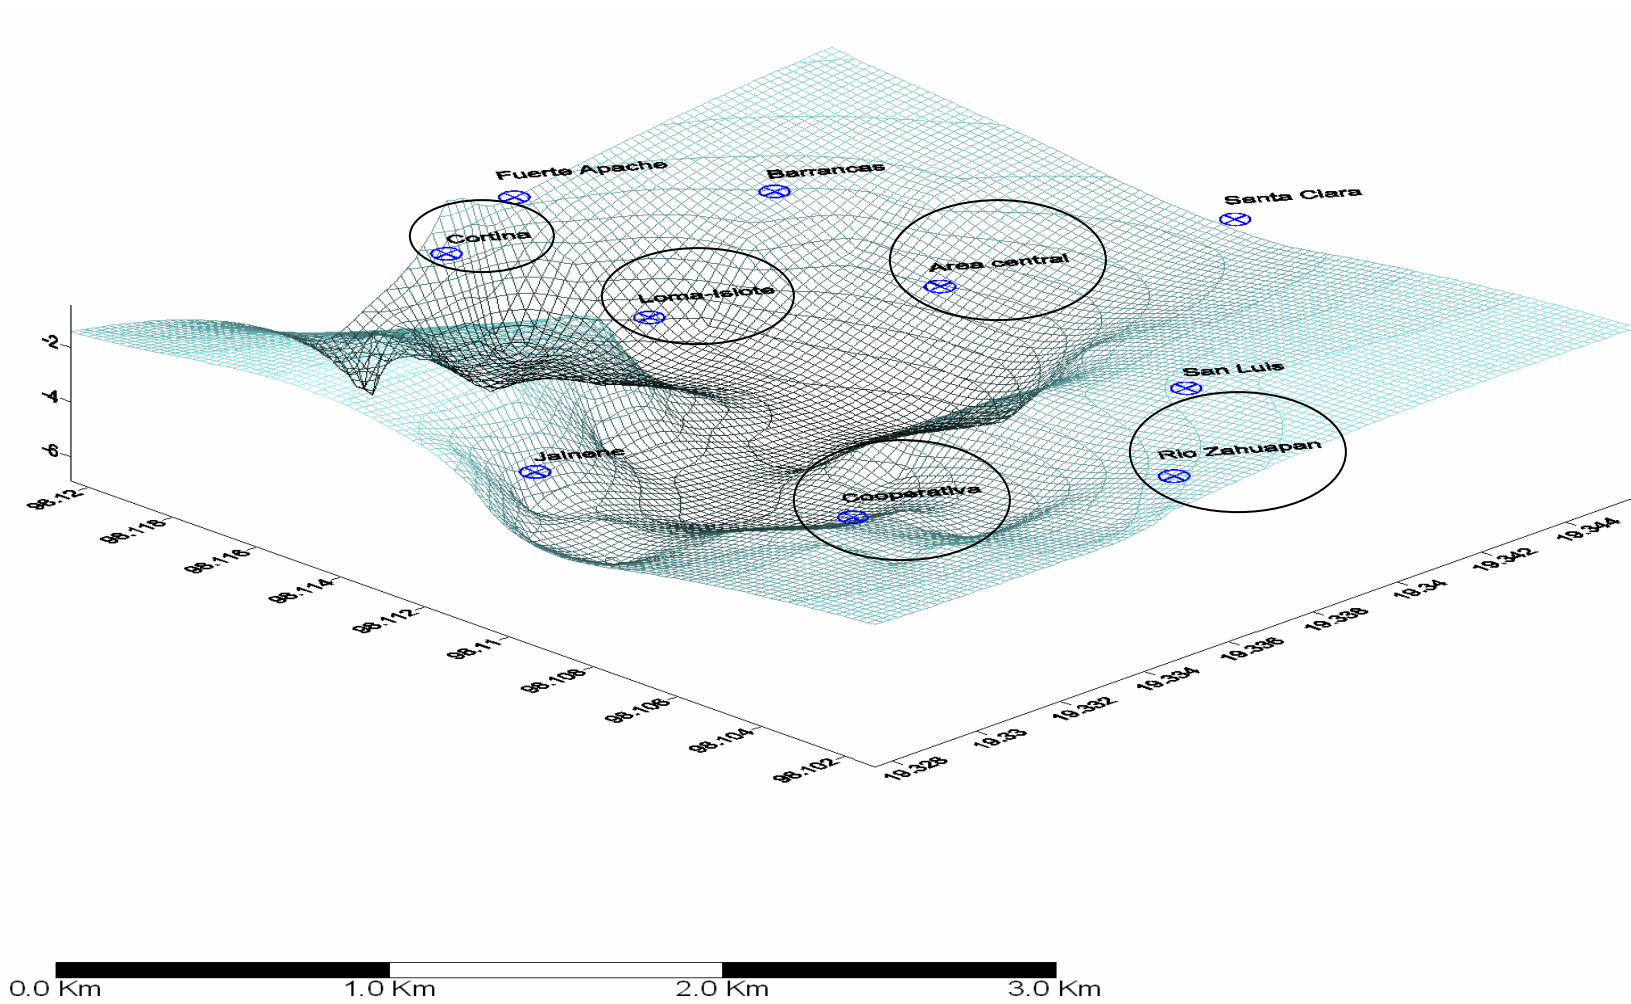 Fuerte Apache
Barrancas
Santa Clara
Cortina
Area central
Loma-Isiote
San Luis
Rio Zahuapan
Jalnene
Cooperativa
-2
-4
-6
98.12
98.118
98.116
98.114
98.112
98.11
98.108
98.106
98.104
98.102
19.328
19.33
19.332
19.334
19.336
19.338
19.34
19.342
19.344
0.0 Km 1.0 Km 2.0 Km 3.0 Km